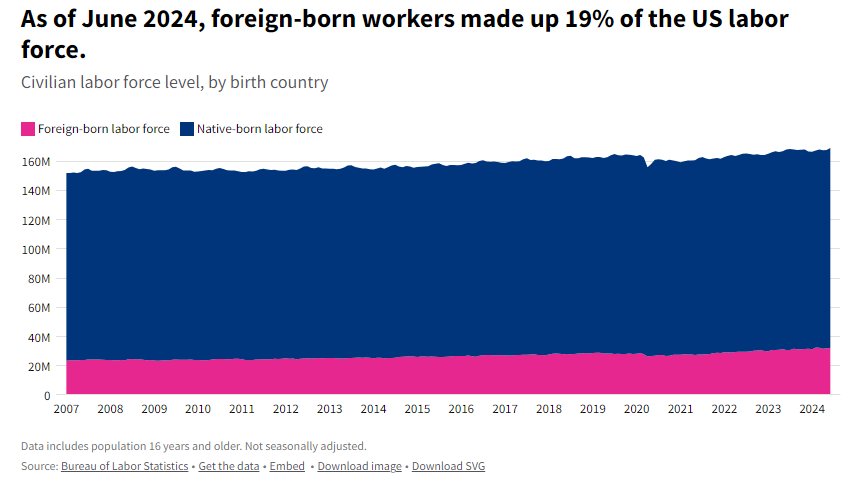 As of June 2024, foreign-born workers made up 19% of the US labor
force.
Civilian labor force level, by birth country
Foreign-born labor force Native-born labor force
160M
140M
120M
100M
80M
60M
40M
20M
0
2007 2008 2009 2010 2011 2012 2013 2014 2015 2016 2017 2018 2019 2020 2021 2022 2023 2024
Data includes population 16 years and older. Not seasonally adjusted.
Source: Bureau of Labor Statistics • Get the data • Embed • Download image • Download SVG